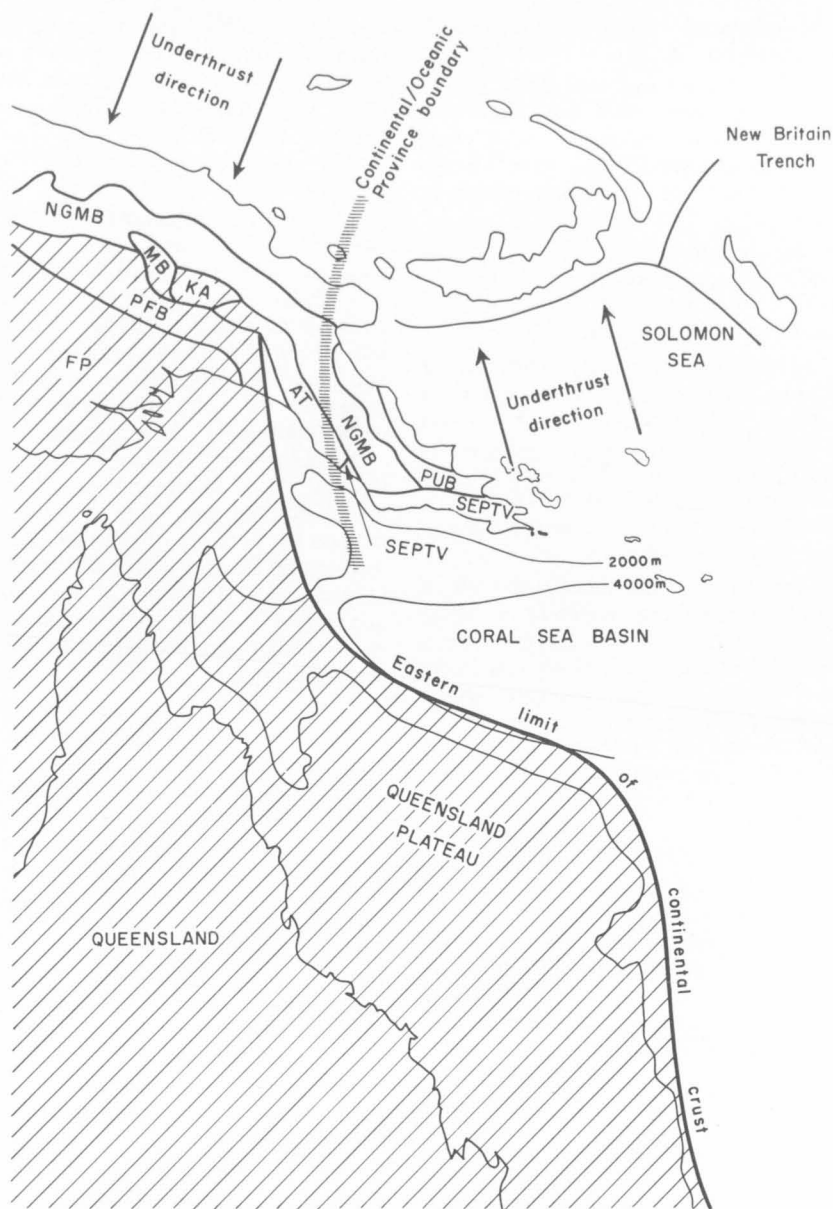 Underthrust
direction
Continental/Oceanic
Province boundary
New Britain
Trench
NGMB
MB
KA
PFB
FP
AT
NGMB
PUB
SEPTV
SEPTV
SOLOMON
SEA
Underthrust
direction
2000m
4000m
CORAL SEA BASIN
Eastern limit of continental crust
QUEENSLAND
PLATEAU
QUEENSLAND